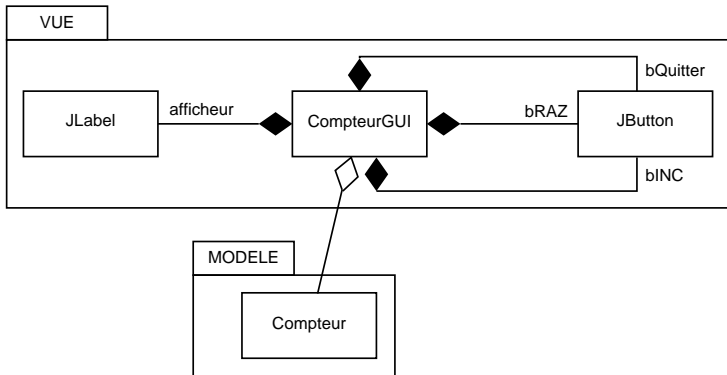 VUE
bQuitter
JLabel
afficheur
CompteurGUI
bRAZ
JButton
bINC
MODELE
Compteur